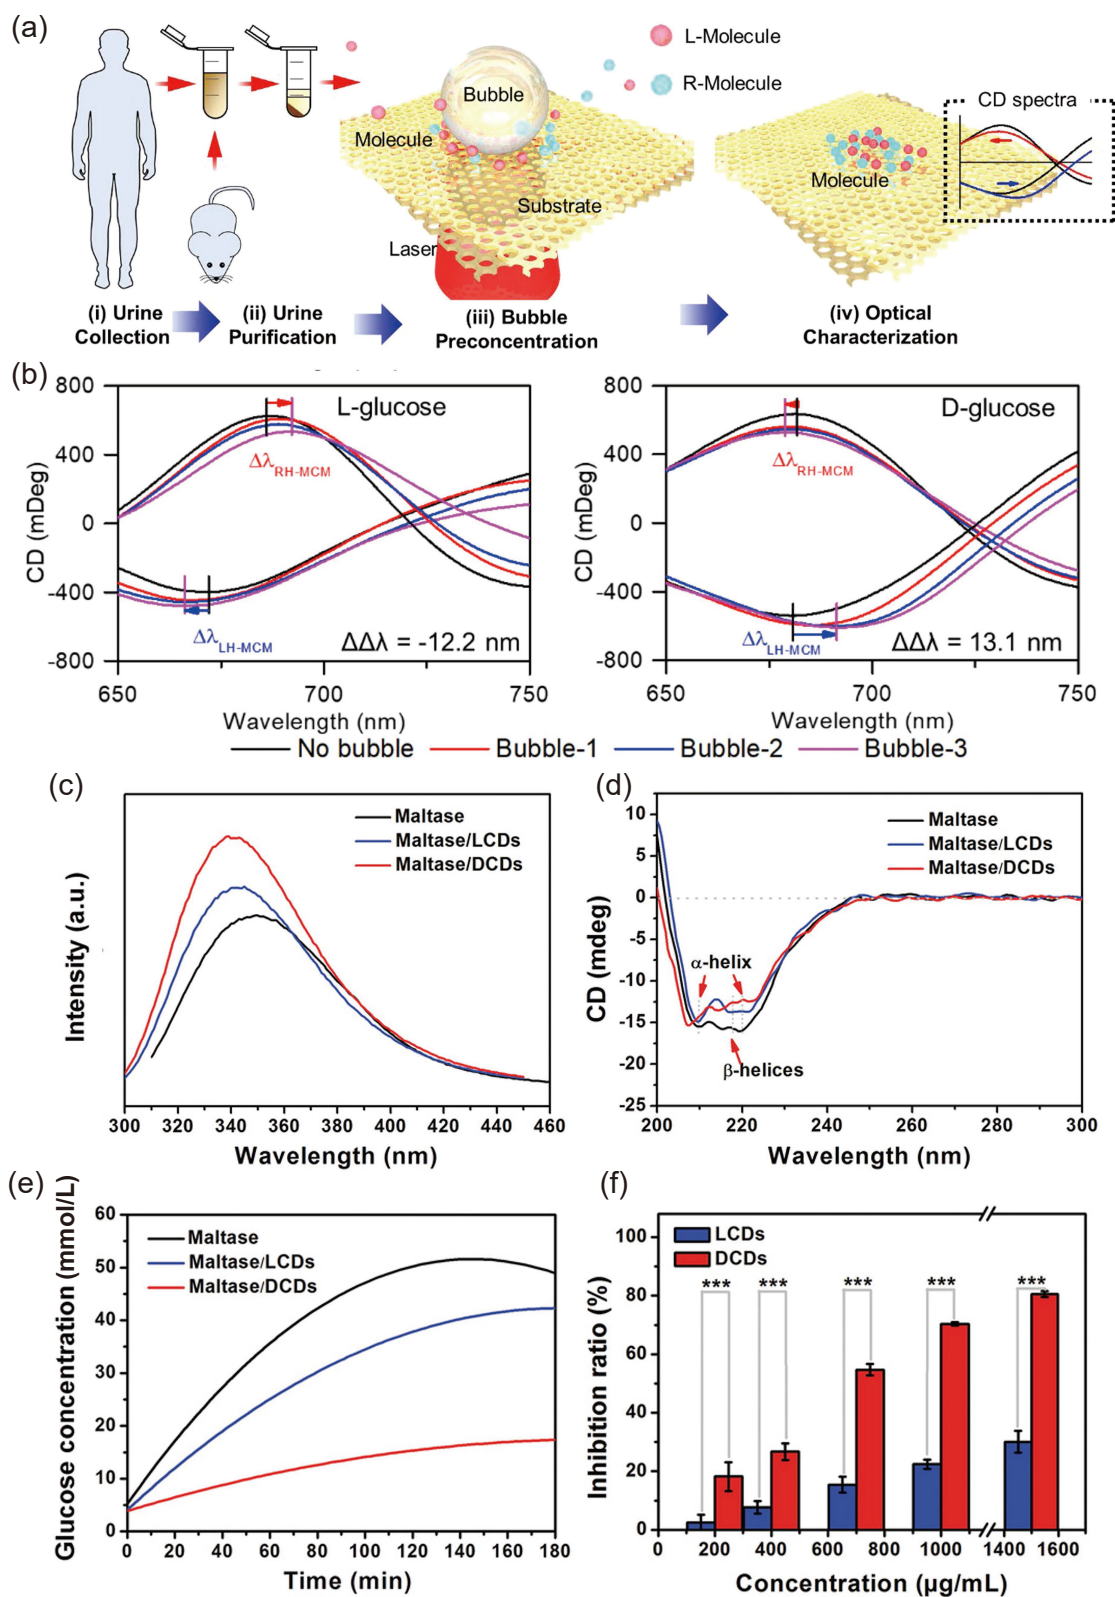 (a)
L-Molecule
R-Molecule
Bubble
Molecule
Substrate
Laser
CD spectra
Molecule
(i) Urine
Collection
(ii) Urine
Purification
(iii) Bubble
Preconcentration
(iv) Optical
Characterization
(b)
800
400
0
-400
-800
CD (mDeg)
L-glucose
ΔλRH-MCM
ΔλLH-MCM
ΔΔλ = -12.2 nm
650
700
750
Wavelength (nm)
800
400
0
-400
-800
CD (mDeg)
D-glucose
ΔλRH-MCM
ΔλLH-MCM
ΔΔλ = 13.1 nm
650
700
750
Wavelength (nm)
No bubble
Bubble-1
Bubble-2
Bubble-3
(c)
Maltase
Maltase/LCDs
Maltase/DCDs
Intensity (a.u.)
300 320 340 360 380 400 420 440 460
Wavelength (nm)
(d)
10
5
0
-5
-10
-15
-20
-25
CD (mdeg)
Maltase
Maltase/LCDs
Maltase/DCDs
α-helix
β-helices
200 220 240 260 280 300
Wavelength (nm)
(e)
60
50
40
30
20
10
0
Glucose concentration (mmol/L)
Maltase
Maltase/LCDs
Maltase/DCDs
0 20 40 60 80 100 120 140 160 180
Time (min)
(f)
100
80
60
40
20
0
Inhibition ratio (%)
LCDs
DCDs
*** *** *** *** ***
0 200 400 600 800 1000 1400 1600
Concentration (μg/mL)